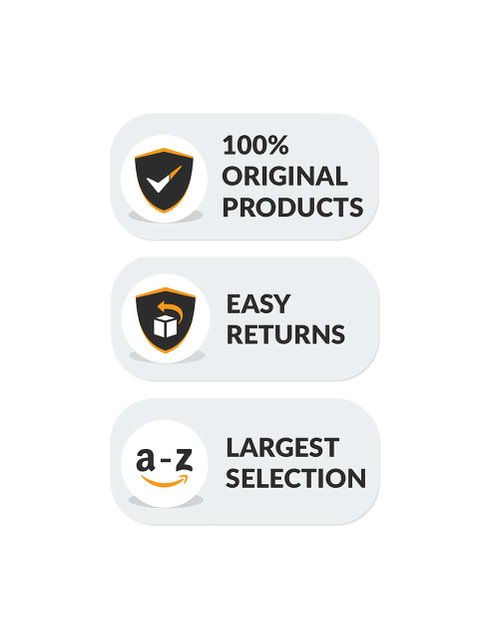 100%
ORIGINAL
PRODUCTS
EASY
RETURNS
a-z
LARGEST
SELECTION